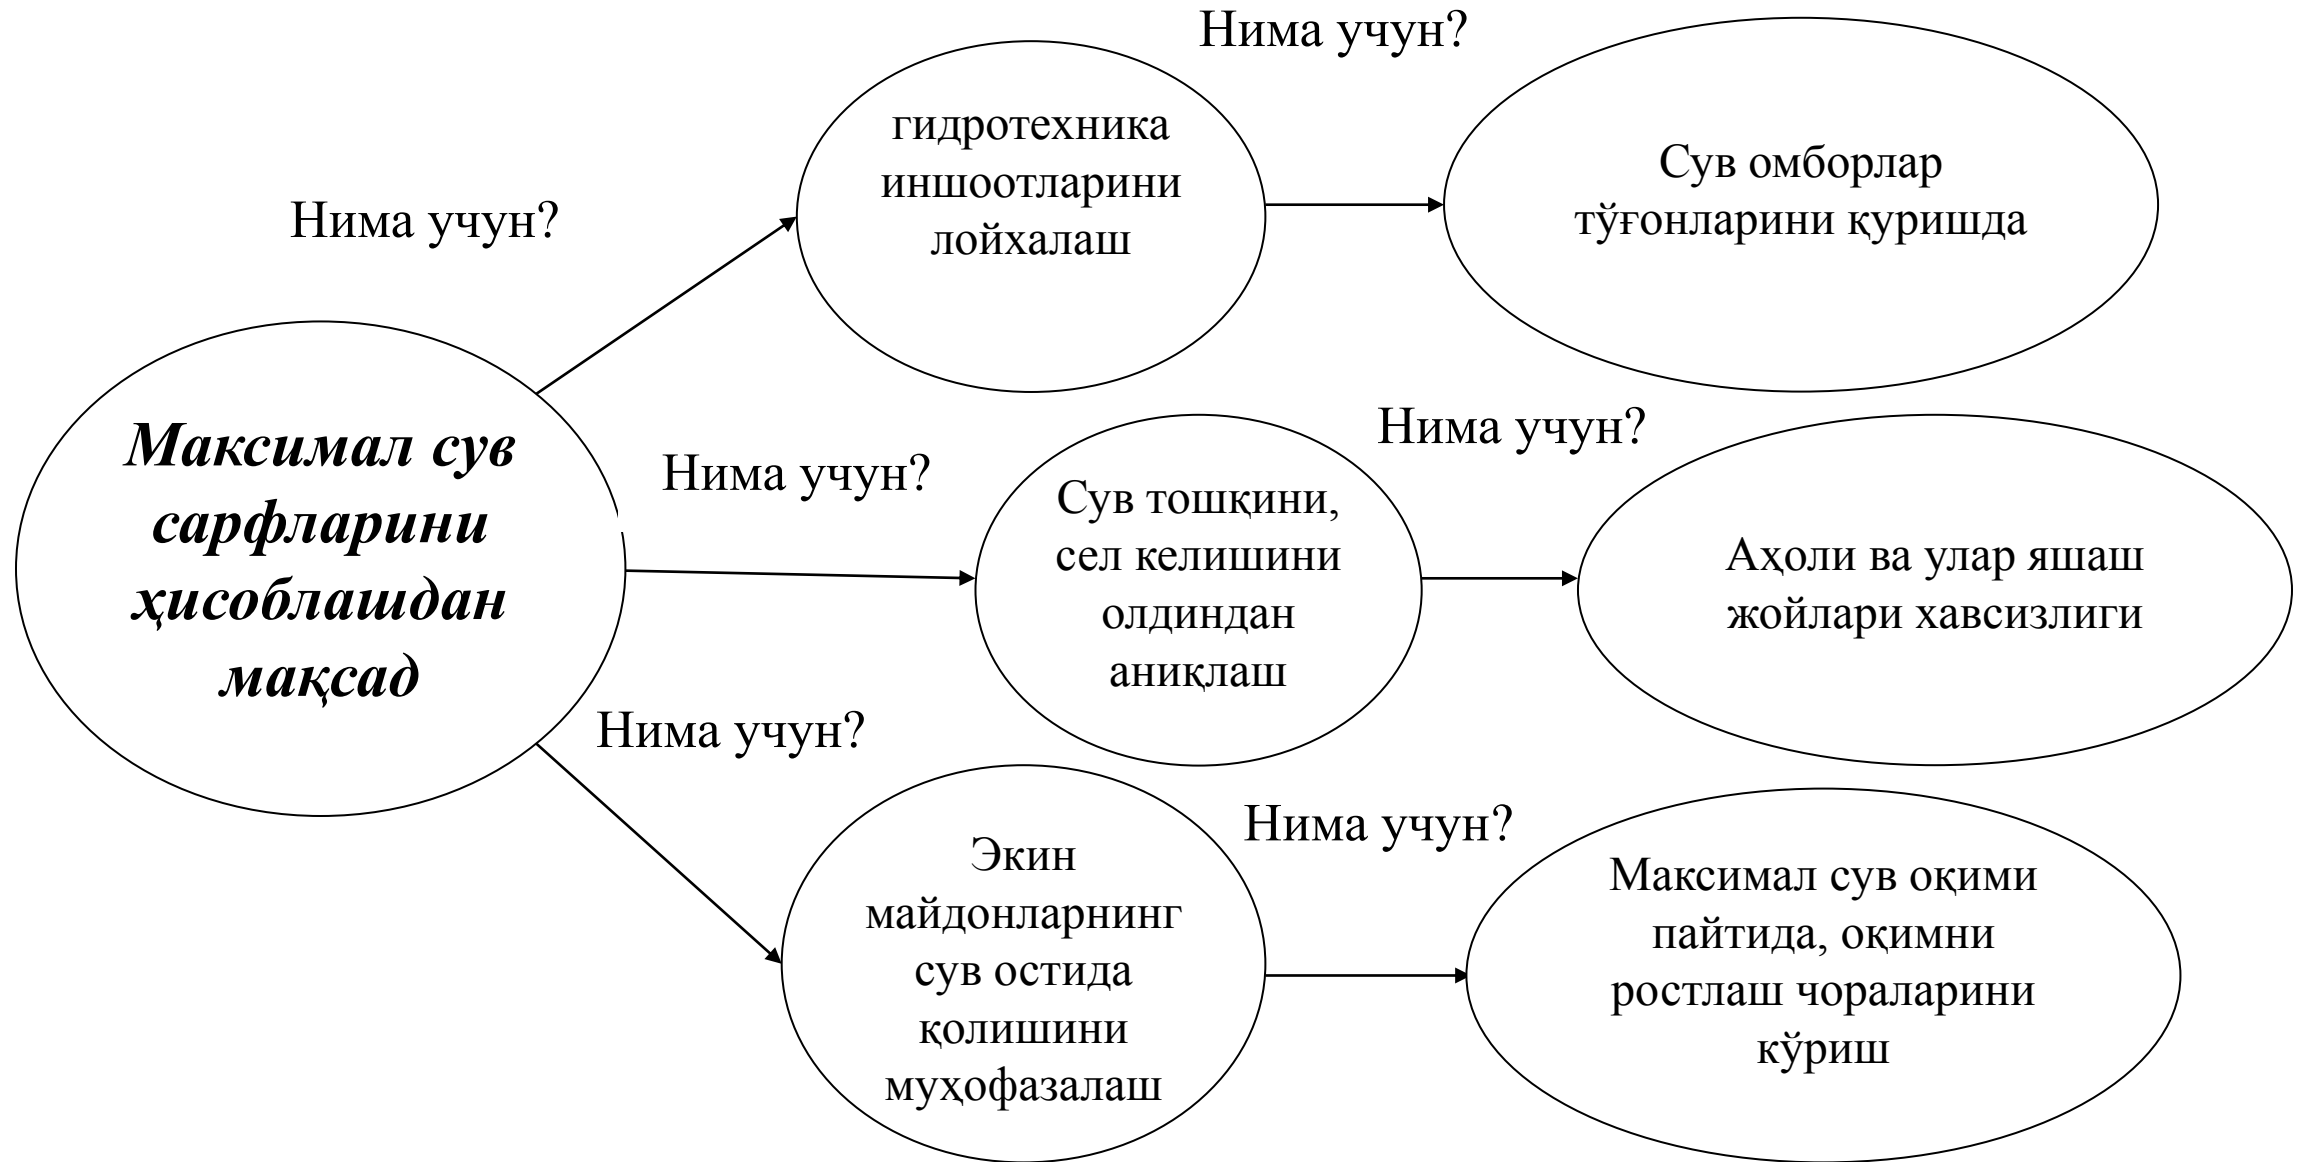 Нима учун?
гидротехника
иншоотларини
лойхалаш
Сув омборлар
тўғонларини қуришда
Нима учун?
Максимал сув
сарфларини
ҳисоблашдан
мақсад
Нима учун?
Сув тошқини,
сел келишини
олдиндан
аниқлаш
Нима учун?
Аҳоли ва улар яшаш
жойлари хавсизлиги
Нима учун?
Экин
майдонларнинг
сув остида
қолишини
муҳофазалаш
Нима учун?
Максимал сув оқими
пайтида, оқимни
ростлаш чораларини
кўриш